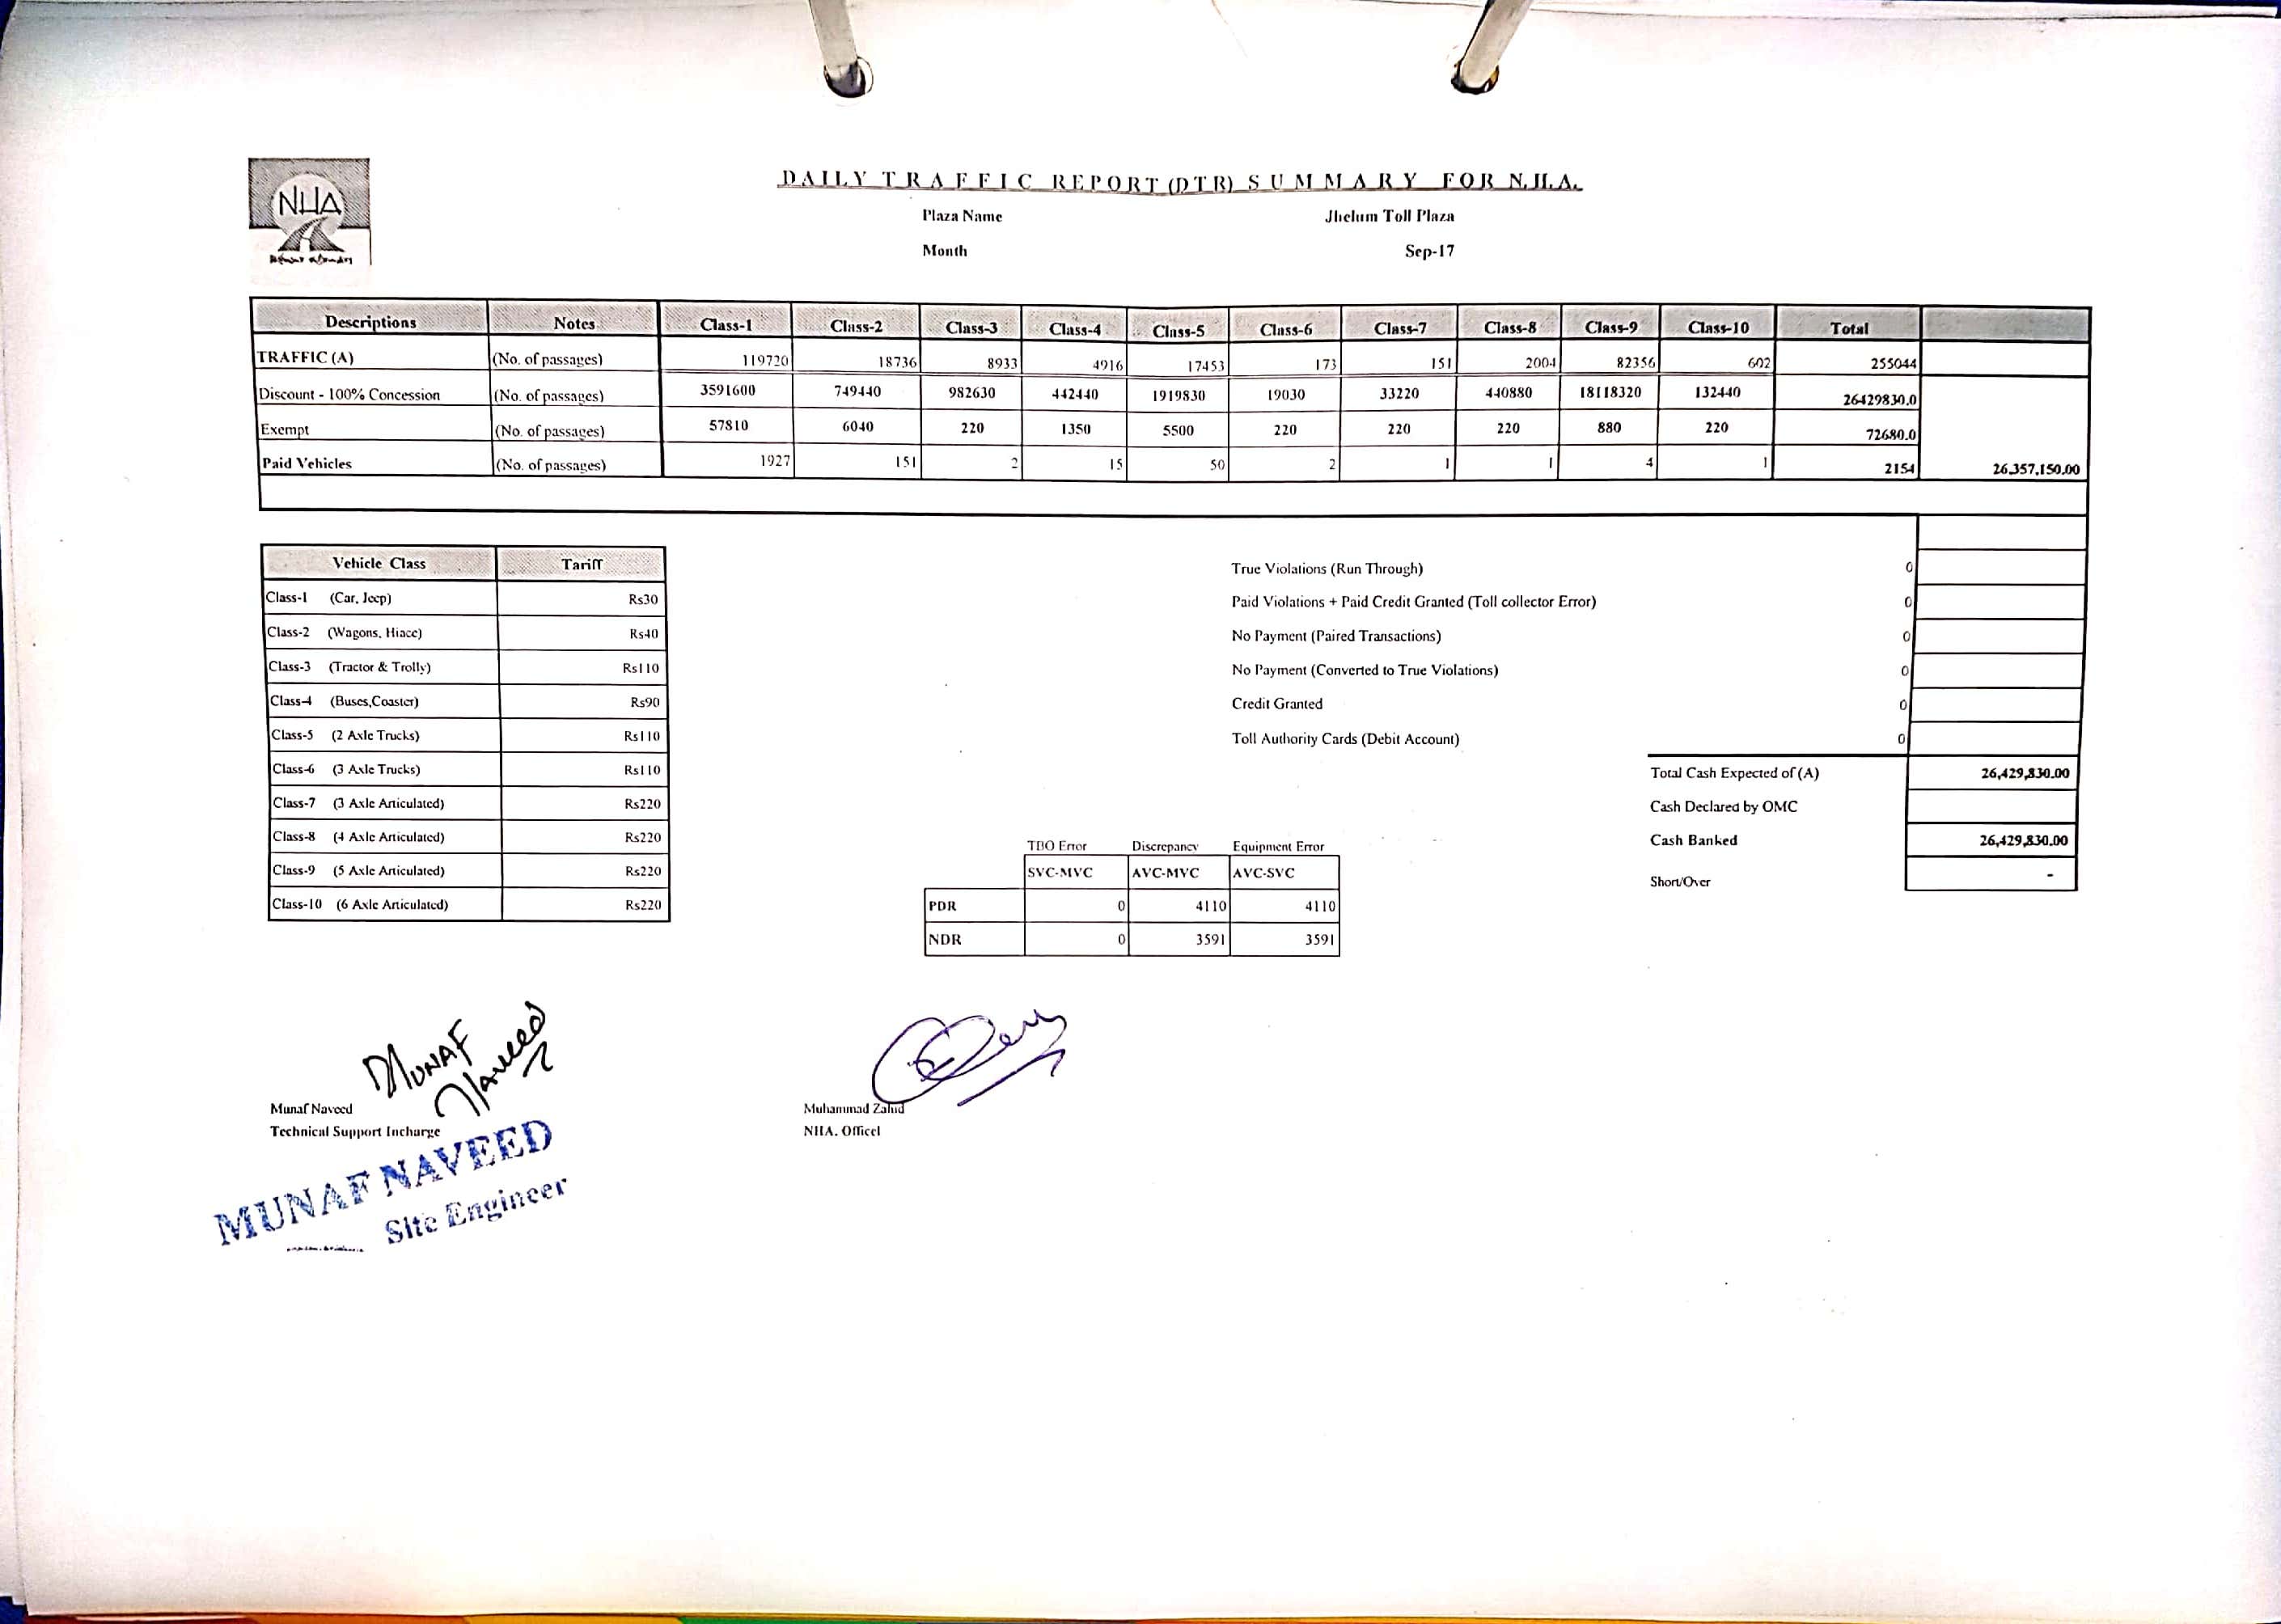 NHA
DAILY TRAFFIC REPORT (DTR) SUMMARY FOR N.H.A.
Plaza Name Jhelum Toll Plaza
Month Sep-17
Descriptions Notes Class-1 Class-2 Class-3 Class-4 Class-5 Class-6 Class-7 Class-8 Class-9 Class-10 Total
TRAFFIC (A) (No. of passages) 119720 18736 8933 4916 17453 173 151 2004 82356 602 255044
Discount - 100% Concession (No. of passages) 3591600 749440 982630 442440 1919830 19030 33220 440880 18118320 132440 26429830.0
Exempt (No. of passages) 57810 6040 220 1350 5500 220 220 220 880 220 72680.0
Paid Vehicles (No. of passages) 1927 151 2 15 50 2 1 1 4 1 2154 26,357,150.00
Vehicle Class Tariff
Class-1 (Car, Jeep) Rs30
Class-2 (Wagons, Hiace) Rs40
Class-3 (Tractor & Trolly) Rs110
Class-4 (Buses,Coaster) Rs90
Class-5 (2 Axle Trucks) Rs110
Class-6 (3 Axle Trucks) Rs110
Class-7 (3 Axle Articulated) Rs220
Class-8 (4 Axle Articulated) Rs220
Class-9 (5 Axle Articulated) Rs220
Class-10 (6 Axle Articulated) Rs220
True Violations (Run Through) 0
Paid Violations + Paid Credit Granted (Toll collector Error) 0
No Payment (Paired Transactions) 0
No Payment (Converted to True Violations) 0
Credit Granted 0
Toll Authority Cards (Debit Account) 0
Total Cash Expected of (A) 26,429,830.00
Cash Declared by OMC
Cash Banked 26,429,830.00
Short/Over -
TBO Error Discrepancy Equipment Error
SVC-MVC AVC-MVC AVC-SVC
PDR 0 4110 4110
NDR 0 3591 3591
MUNAF
Naveed
Munaf Naveed
Technical Support Incharge
Muhammad Zahid
NHA. Officel
MUNAF NAVEED
Site Engineer